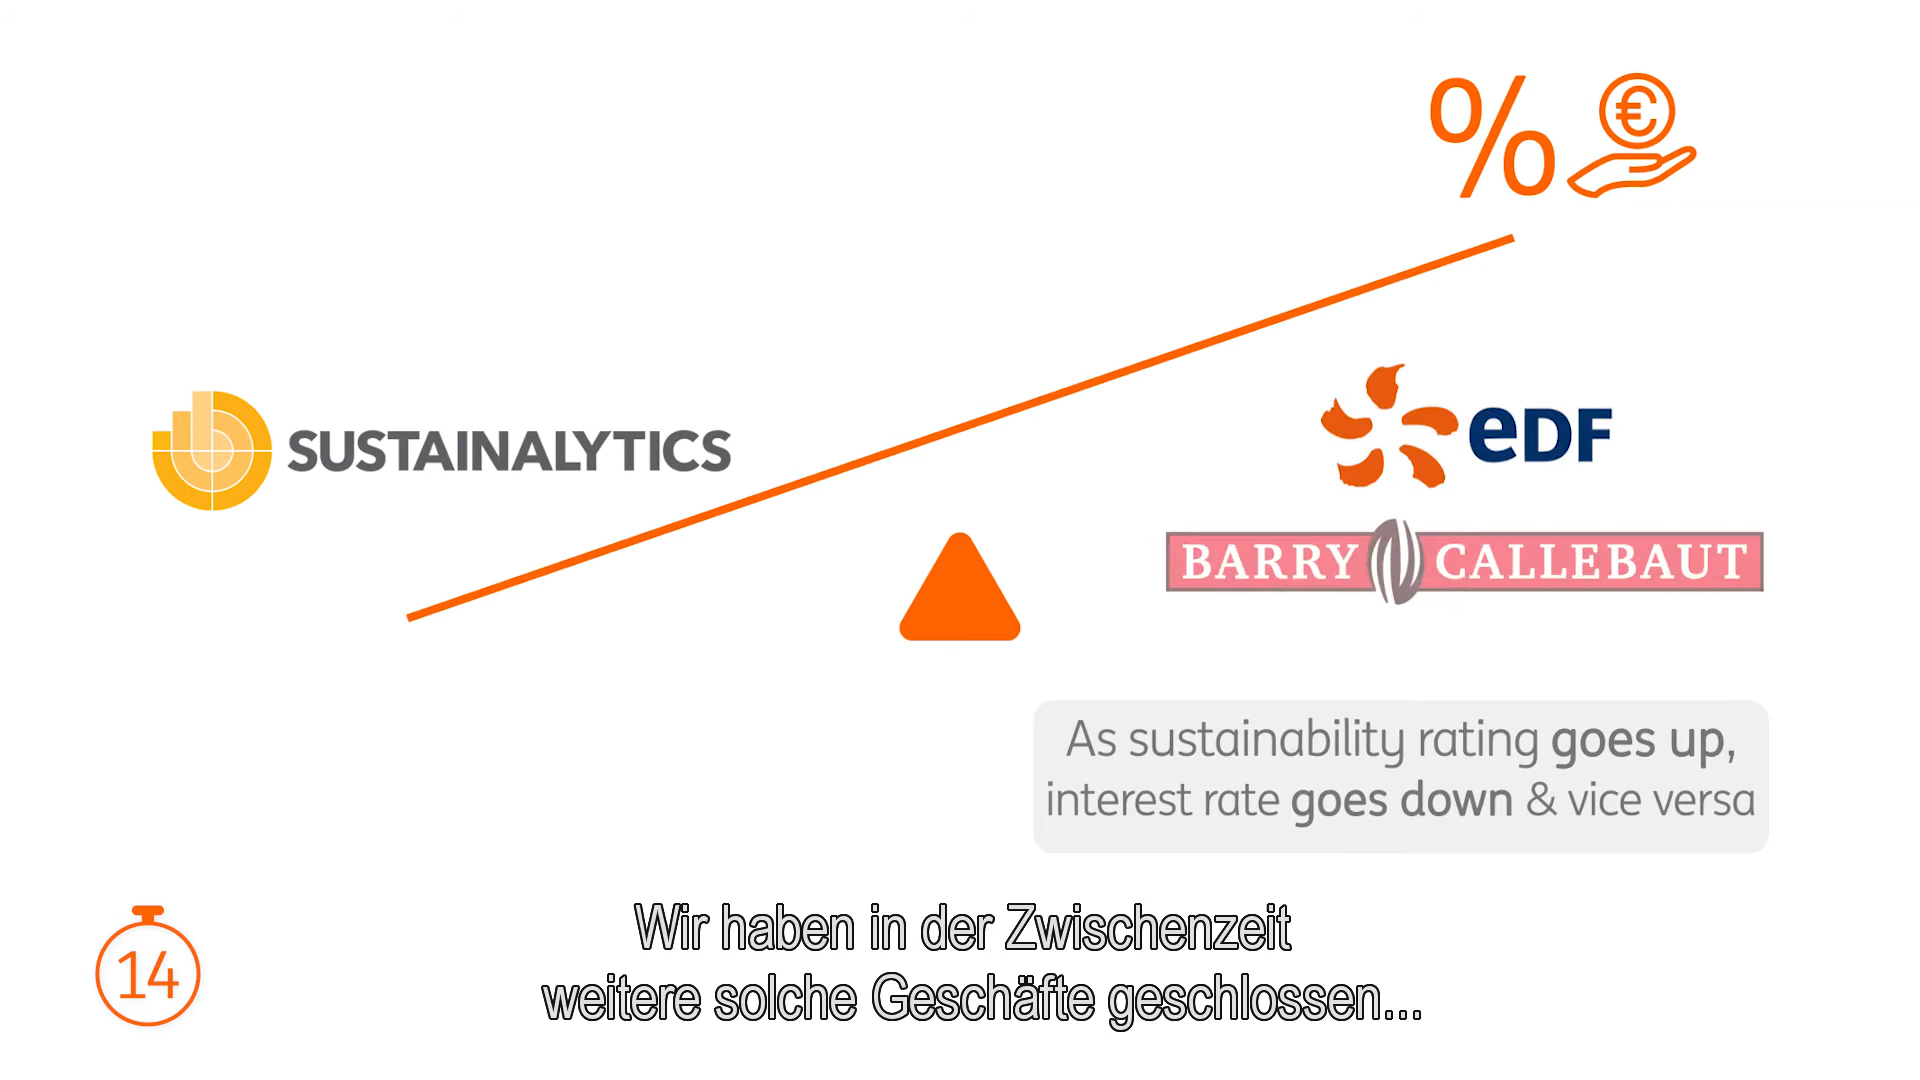 %
€
SUSTAINALYTICS
eDF
BARRY CALLEBAUT
As sustainability rating goes up,
interest rate goes down & vice versa
14
Wir haben in der Zwischenzeit
weitere solche Geschäfte geschlossen...